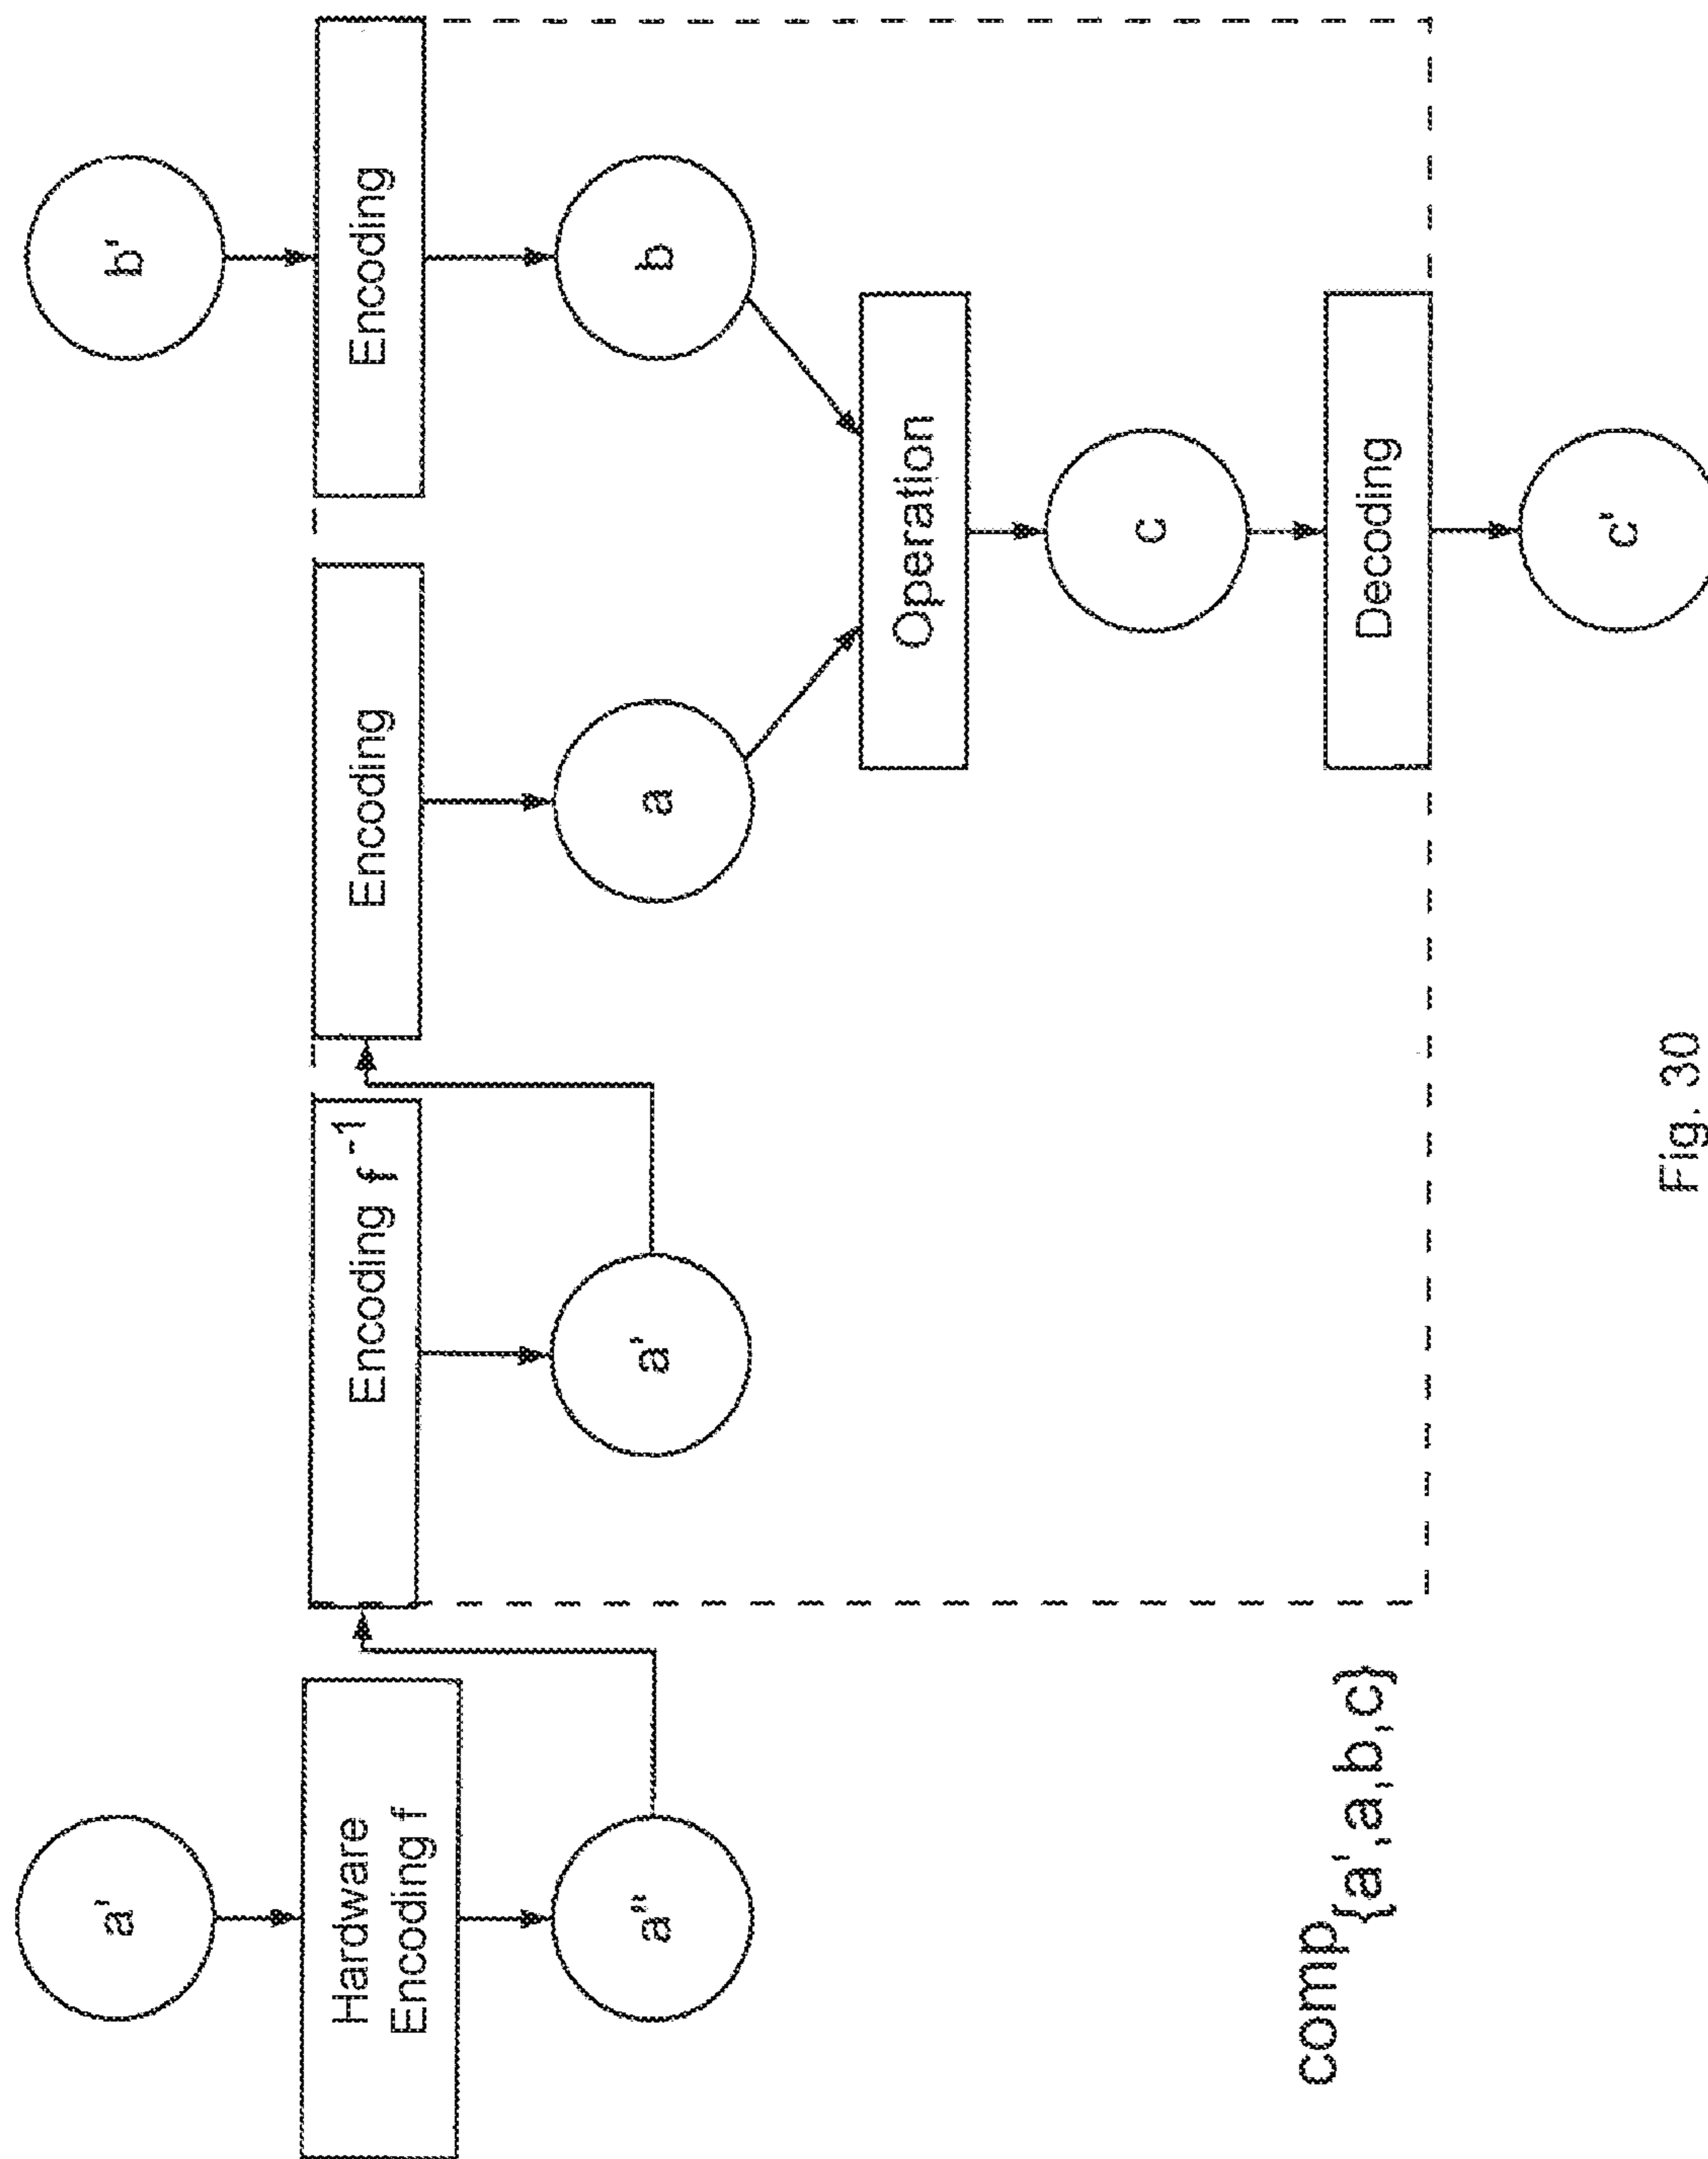 a' b'
Hardware
Encoding f
Encoding f⁻¹
Encoding
Encoding
a" a' a b
Operation
c
comp{a',a,b,c}
Decoding
c'
Fig. 30